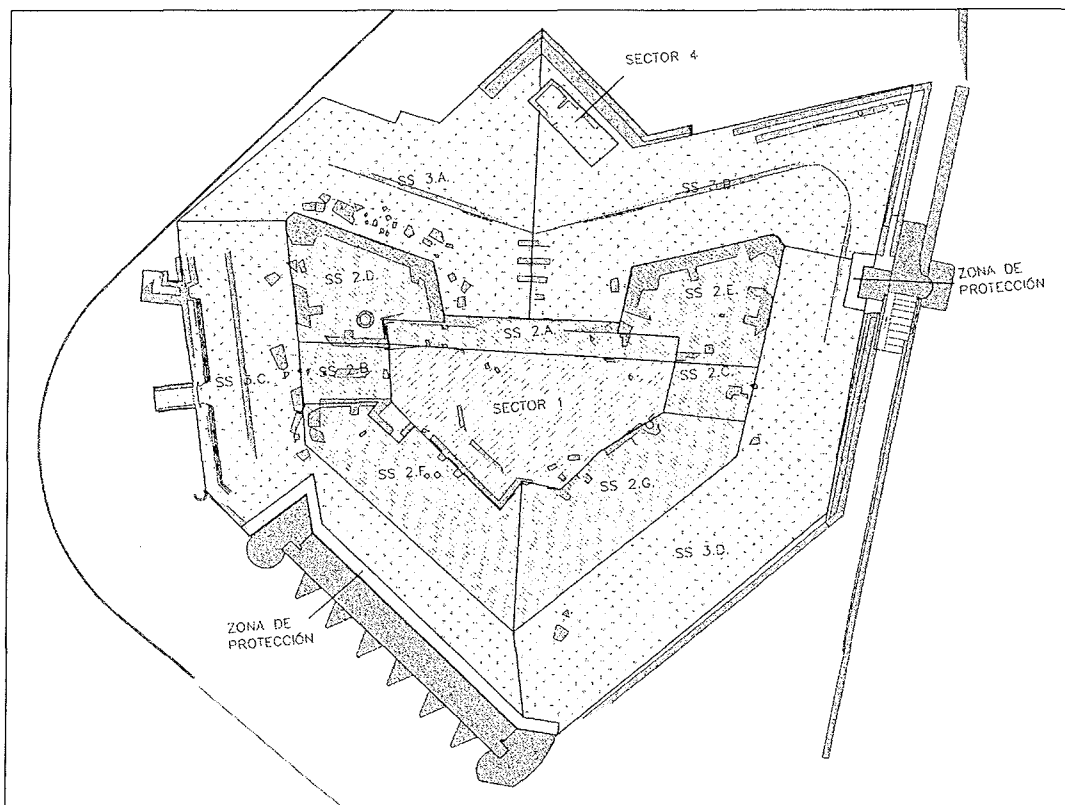 SECTOR 4
SS 3.A.
SS 3.B.
ZONA DE
PROTECCIÓN
SS 2.D.
SS 2.E.
SS 2.A.
SS 3.C.
SS 2.B.
SS 2.C.
SECTOR 1
SS 2.F.
SS 2.G.
SS 3.D.
ZONA DE
PROTECCIÓN